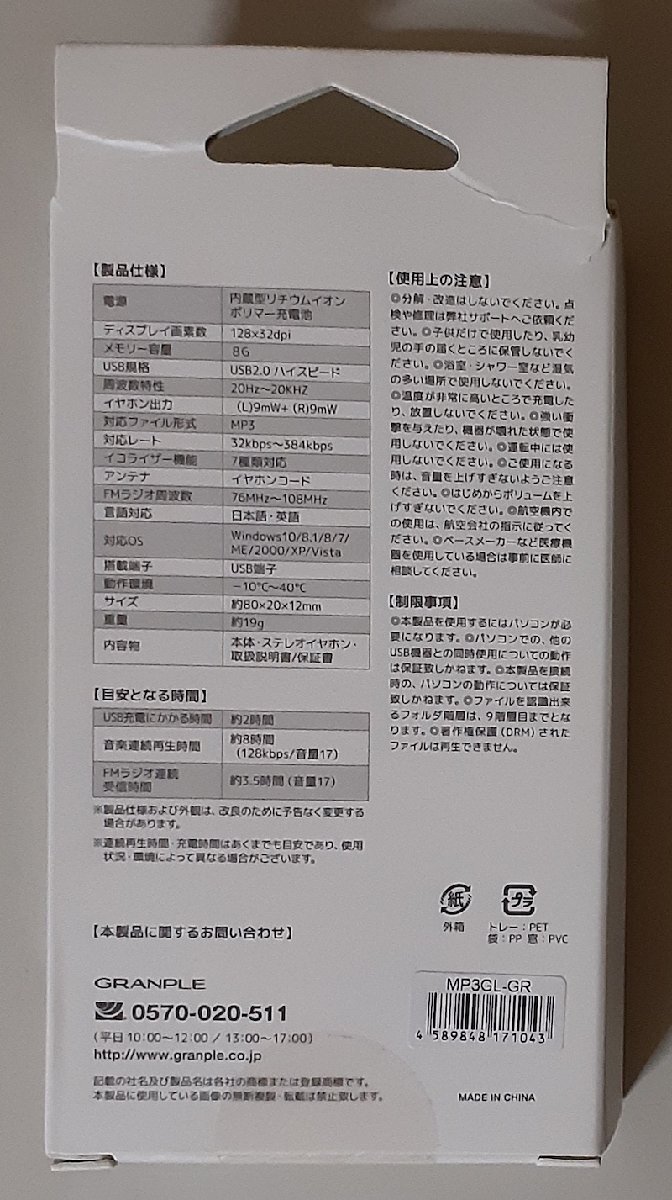 【製品仕様】
電源 内蔵型リチウムイオン
ポリマー充電池
ディスプレイ画素数 128×32dpi
メモリー容量 8G
USB規格 USB2.0 ハイスピード
周波数特性 20Hz～20KHZ
イヤホン出力 (L)9mW+ (R)9mW
対応ファイル形式 MP3
対応レート 32kbps～384kbps
イコライザー機能 7種類対応
アンテナ イヤホンコード
FMラジオ周波数 76MHz～108MHz
言語対応 日本語・英語
対応OS Windows10/8.1/8/7/
ME/2000/XP/Vista
搭載端子 USB端子
動作環境 －10℃～40℃
サイズ 約80×20×12mm
重量 約19g
内容物 本体・ステレオイヤホン・
取扱説明書/保証書
【目安となる時間】
USB充電にかかる時間 約2時間
音楽連続再生時間 約8時間
(128kbps/音量17)
FMラジオ連続
受信時間 約3.5時間 (音量17)
※製品仕様および外観は、改良のために予告なく変更する
場合があります。
※連続再生時間・充電時間はあくまでも目安であり、使用
状況・環境によって異なる場合がございます。
【使用上の注意】
◎分解・改造はしないでください。点
検や修理は弊社サポートへご依頼くだ
さい。◎子供だけで使用したり、乳幼
児の手の届くところに保管しないでく
ださい。◎浴室・シャワー室など湿気
の多い場所で使用しないでください。
◎温度が非常に高いところで充電した
り、放置しないでください。◎強い衝
撃を与えたり、機器が壊れた状態で使
用しないでください。◎運転中には使
用しないでください。◎ご使用になる
時は、音量を上げすぎないようご注意
ください。◎はじめからボリュームを上
げすぎないでください。◎航空機内で
の使用は、航空会社の指示に従ってく
ださい。◎ペースメーカーなど医療機
器を使用している場合は事前に医師に
相談してください。
【制限事項】
◎本製品を使用するにはパソコンが必
要になります。◎パソコンでの、他の
USB機器との同時使用についての動作
は保証致しかねます。◎本製品を接続
時の、パソコンの動作については保証
致しかねます。◎ファイルを認識出来
るフォルダ階層は、9階層目までとな
ります。◎著作権保護(DRM)された
ファイルは再生できません。
紙
外箱
プラ
トレー：PET
袋：PP 窓：PVC
【本製品に関するお問い合わせ】
GRANPLE
0570-020-511
(平日 10:00～12:00 / 13:00～17:00)
http://www.granple.co.jp
記載の社名及び製品名は各社の商標または登録商標です。
本製品に使用している画像の無断複製・転載は禁止致します。
MP3GL-GR
4 589848 171043
MADE IN CHINA